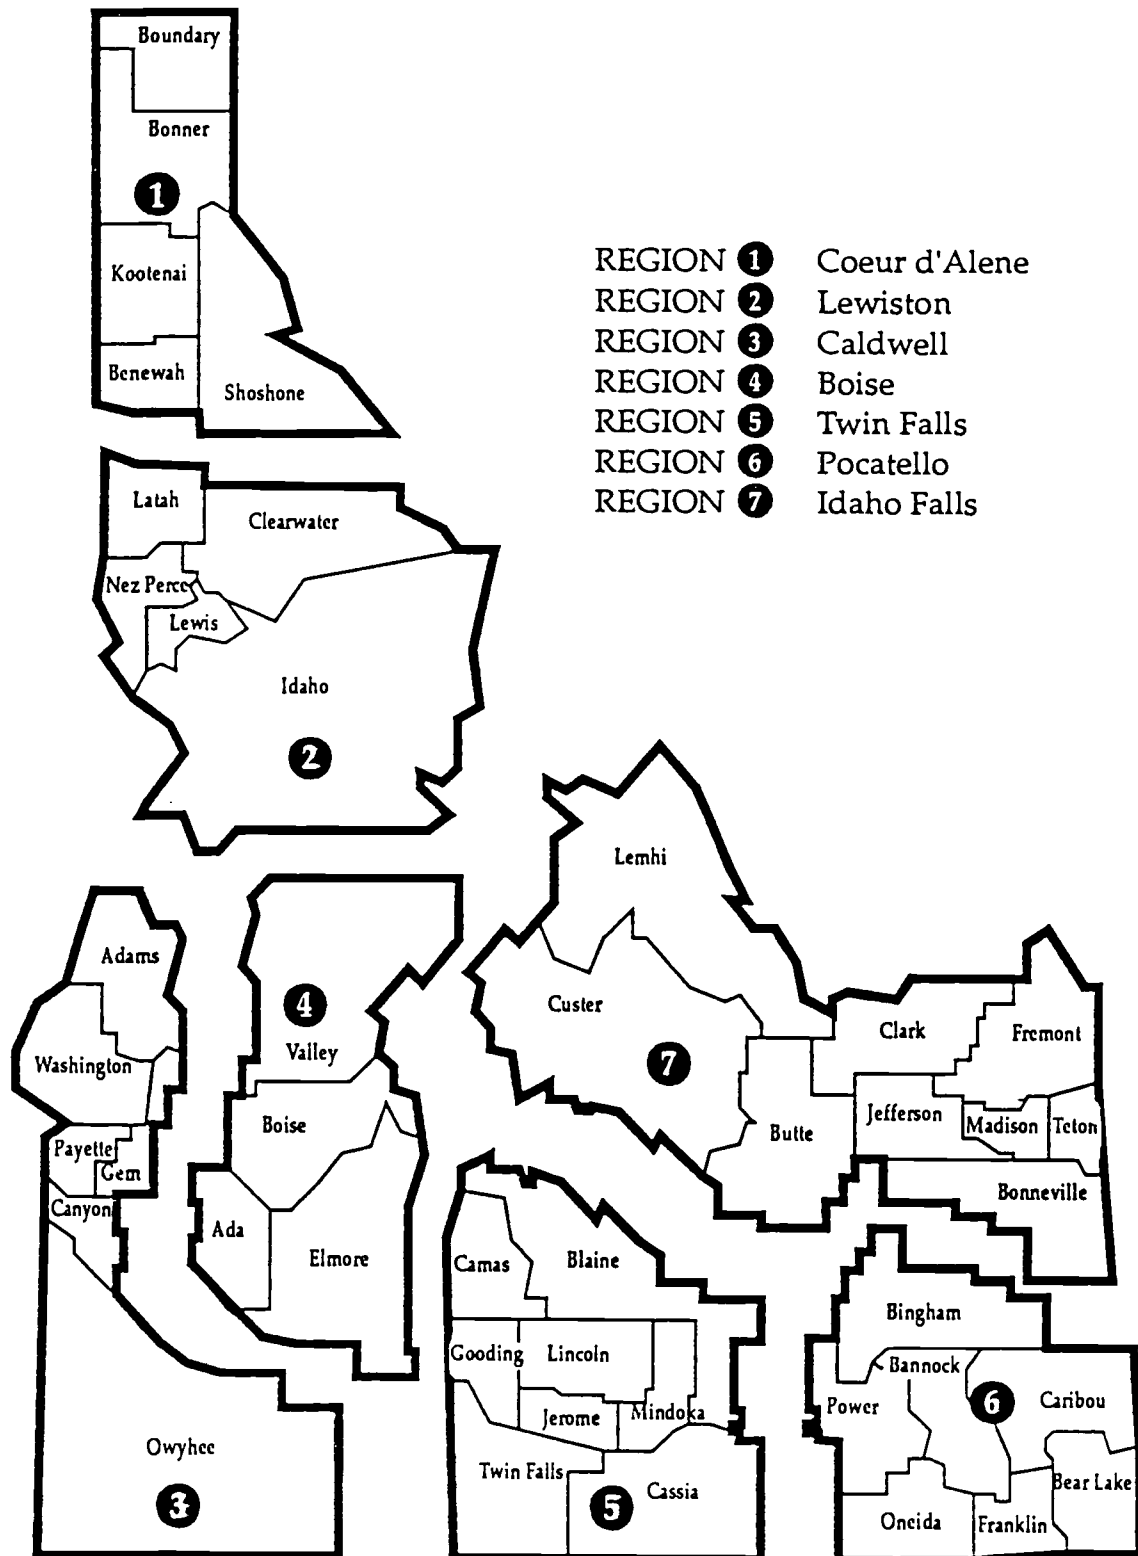 Boundary
Bonner
1
Kootenai
Benewah
Shoshone
REGION 1 Coeur d'Alene
REGION 2 Lewiston
REGION 3 Caldwell
REGION 4 Boise
REGION 5 Twin Falls
REGION 6 Pocatello
REGION 7 Idaho Falls
Latah
Clearwater
Nez Perce
Lewis
Idaho
2
Lemhi
Adams
Custer
4
Clark
Fremont
Valley
7
Washington
Jefferson
Madison
Teton
Boise
Butte
Payette
Gem
Bonneville
Canyon
Ada
Elmore
Camas
Blaine
Bingham
Gooding
Lincoln
Bannock
Power
6
Caribou
Jerome
Mindoka
Owyhee
Twin Falls
Cassia
Bear Lake
3
5
Oneida
Franklin